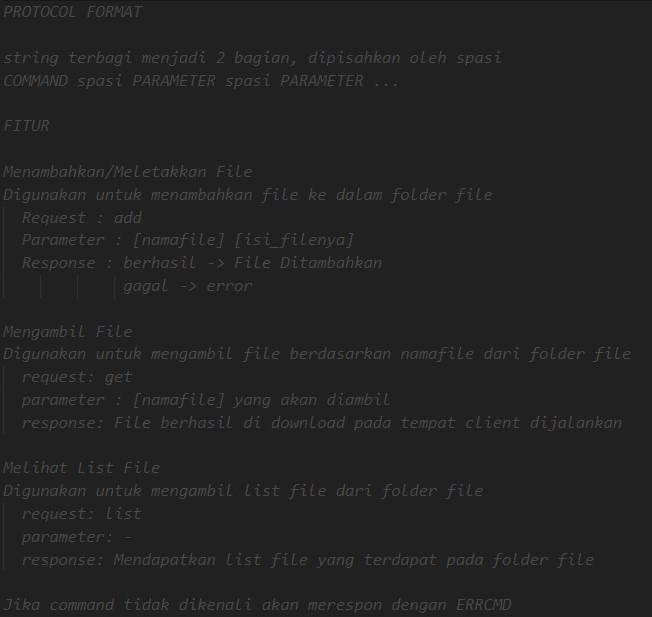 PROTOCOL FORMAT
string terbagi menjadi 2 bagian, dipisahkan oleh spasi
COMMAND spasi PARAMETER spasi PARAMETER ...
FITUR
Menambahkan/Meletakkan File
Digunakan untuk menambahkan file ke dalam folder file
Request : add
Parameter : [namafile] [isi_filenya]
Response : berhasil -> File Ditambahkan
gagal -> error
Mengambil File
Digunakan untuk mengambil file berdasarkan namafile dari folder file
request: get
parameter : [namafile] yang akan diambil
response: File berhasil di download pada tempat client dijalankan
Melihat List File
Digunakan untuk mengambil list file dari folder file
request: list
parameter: -
response: Mendapatkan list file yang terdapat pada folder file
Jika command tidak dikenali akan merespon dengan ERRCMD